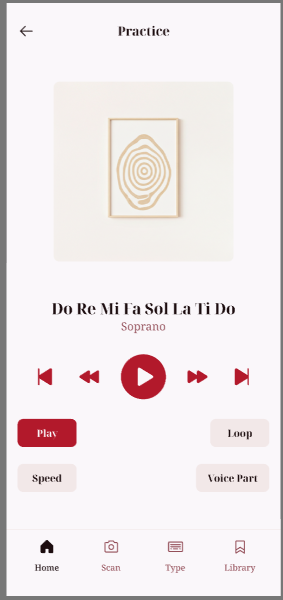 Practice
Do Re Mi Fa Sol La Ti Do
Soprano
Play
Loop
Speed
Voice Part
Home
Scan
Type
Library